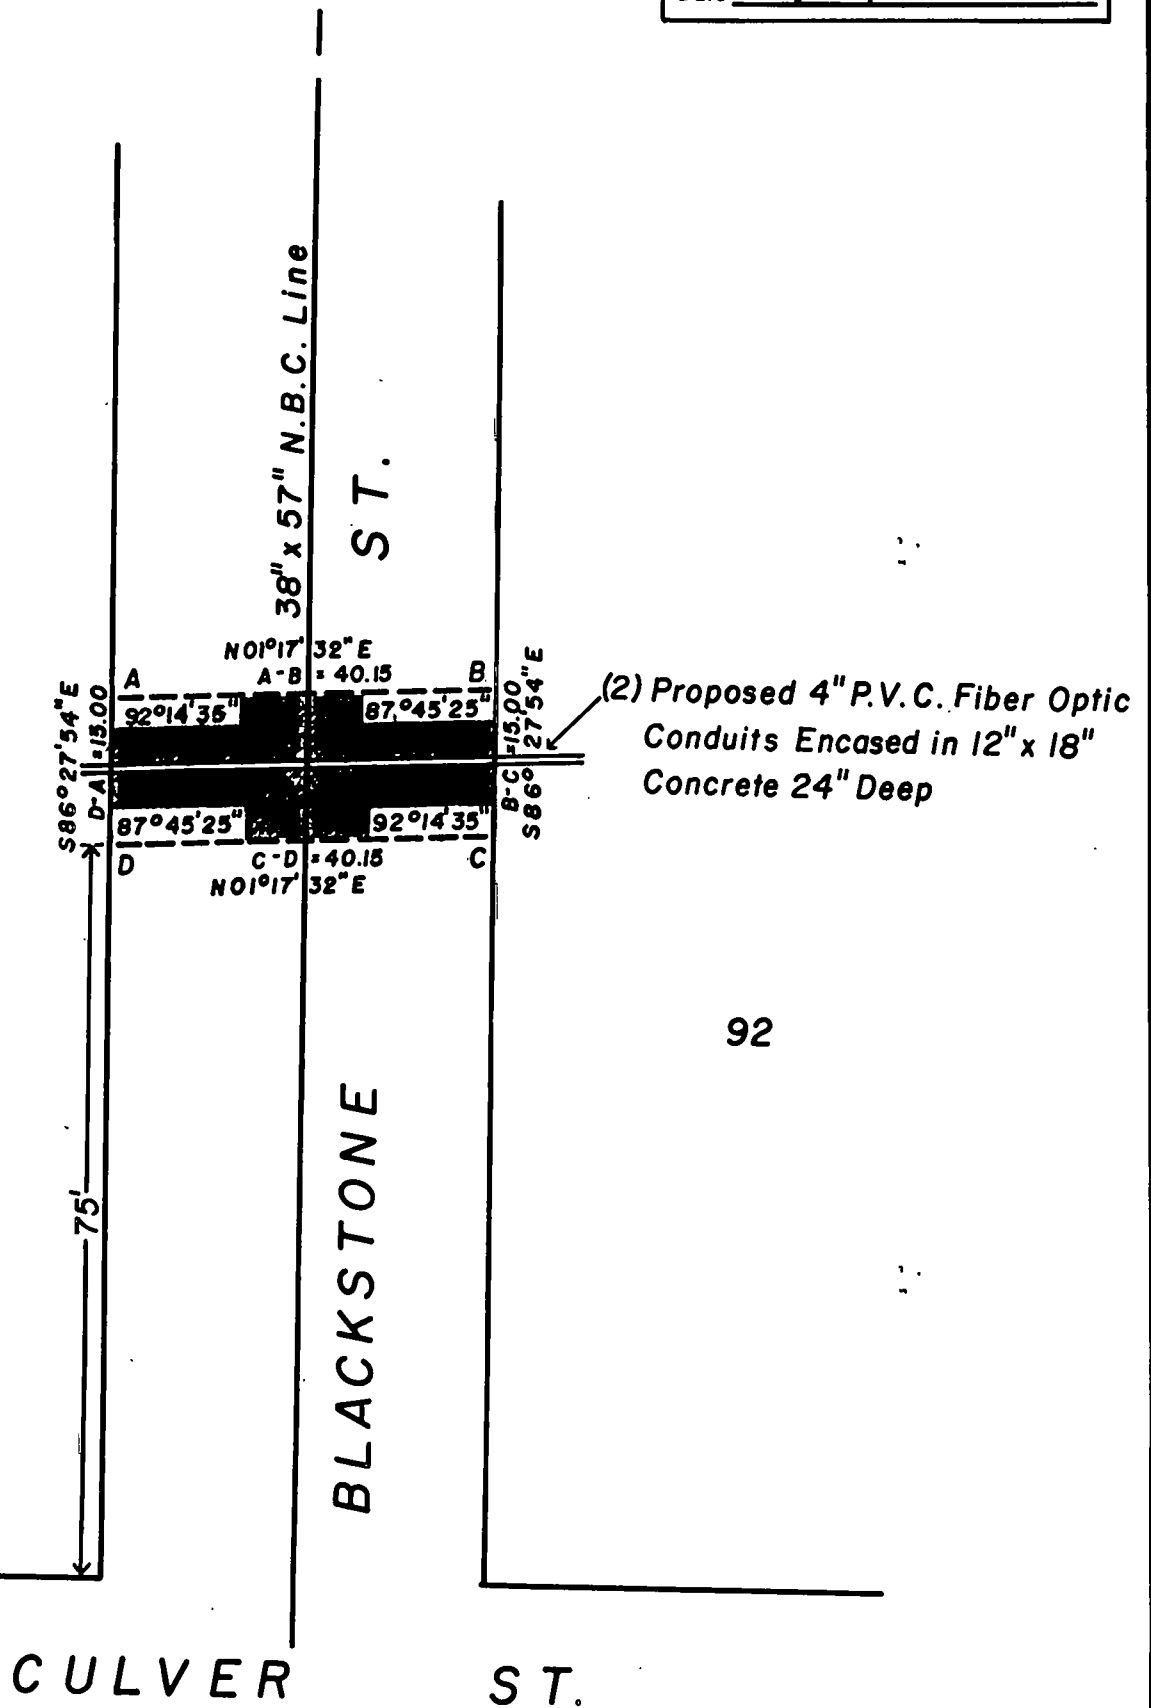 38" x 57" N.B.C. Line
ST.
N01°17'32"E
A
A-B = 40.15
B
92°14'35"
87°45'25"
S86°27'54"E
D-A = 15.00
B-C = 15.00
S86°27'54"E
(2) Proposed 4" P.V.C. Fiber Optic
Conduits Encased in 12" x 18"
Concrete 24" Deep
87°45'25"
92°14'35"
D
C-D = 40.15
C
N01°17'32"E
92
75'
BLACKSTONE
CULVER ST.